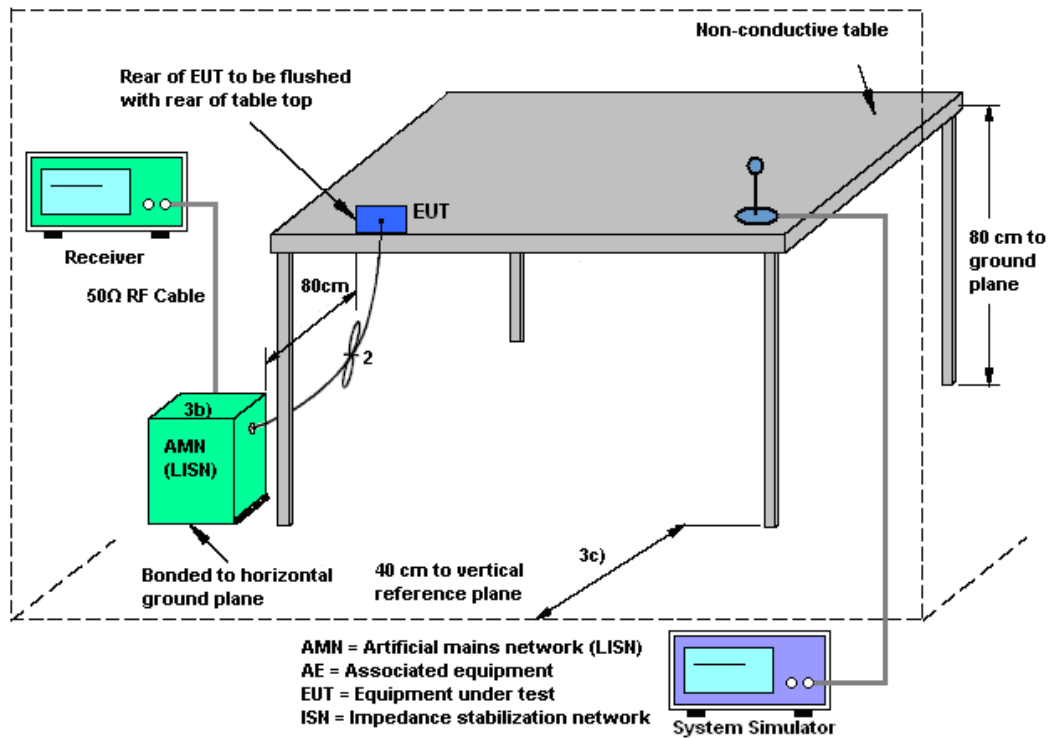 Non-conductive table
Rear of EUT to be flushed
with rear of table top
EUT
Receiver
80cm
80 cm to
ground
plane
50Ω RF Cable
2
3b)
AMN
(LISN)
3c)
Bonded to horizontal
ground plane
40 cm to vertical
reference plane
AMN = Artificial mains network (LISN)
AE = Associated equipment
EUT = Equipment under test
ISN = Impedance stabilization network
System Simulator